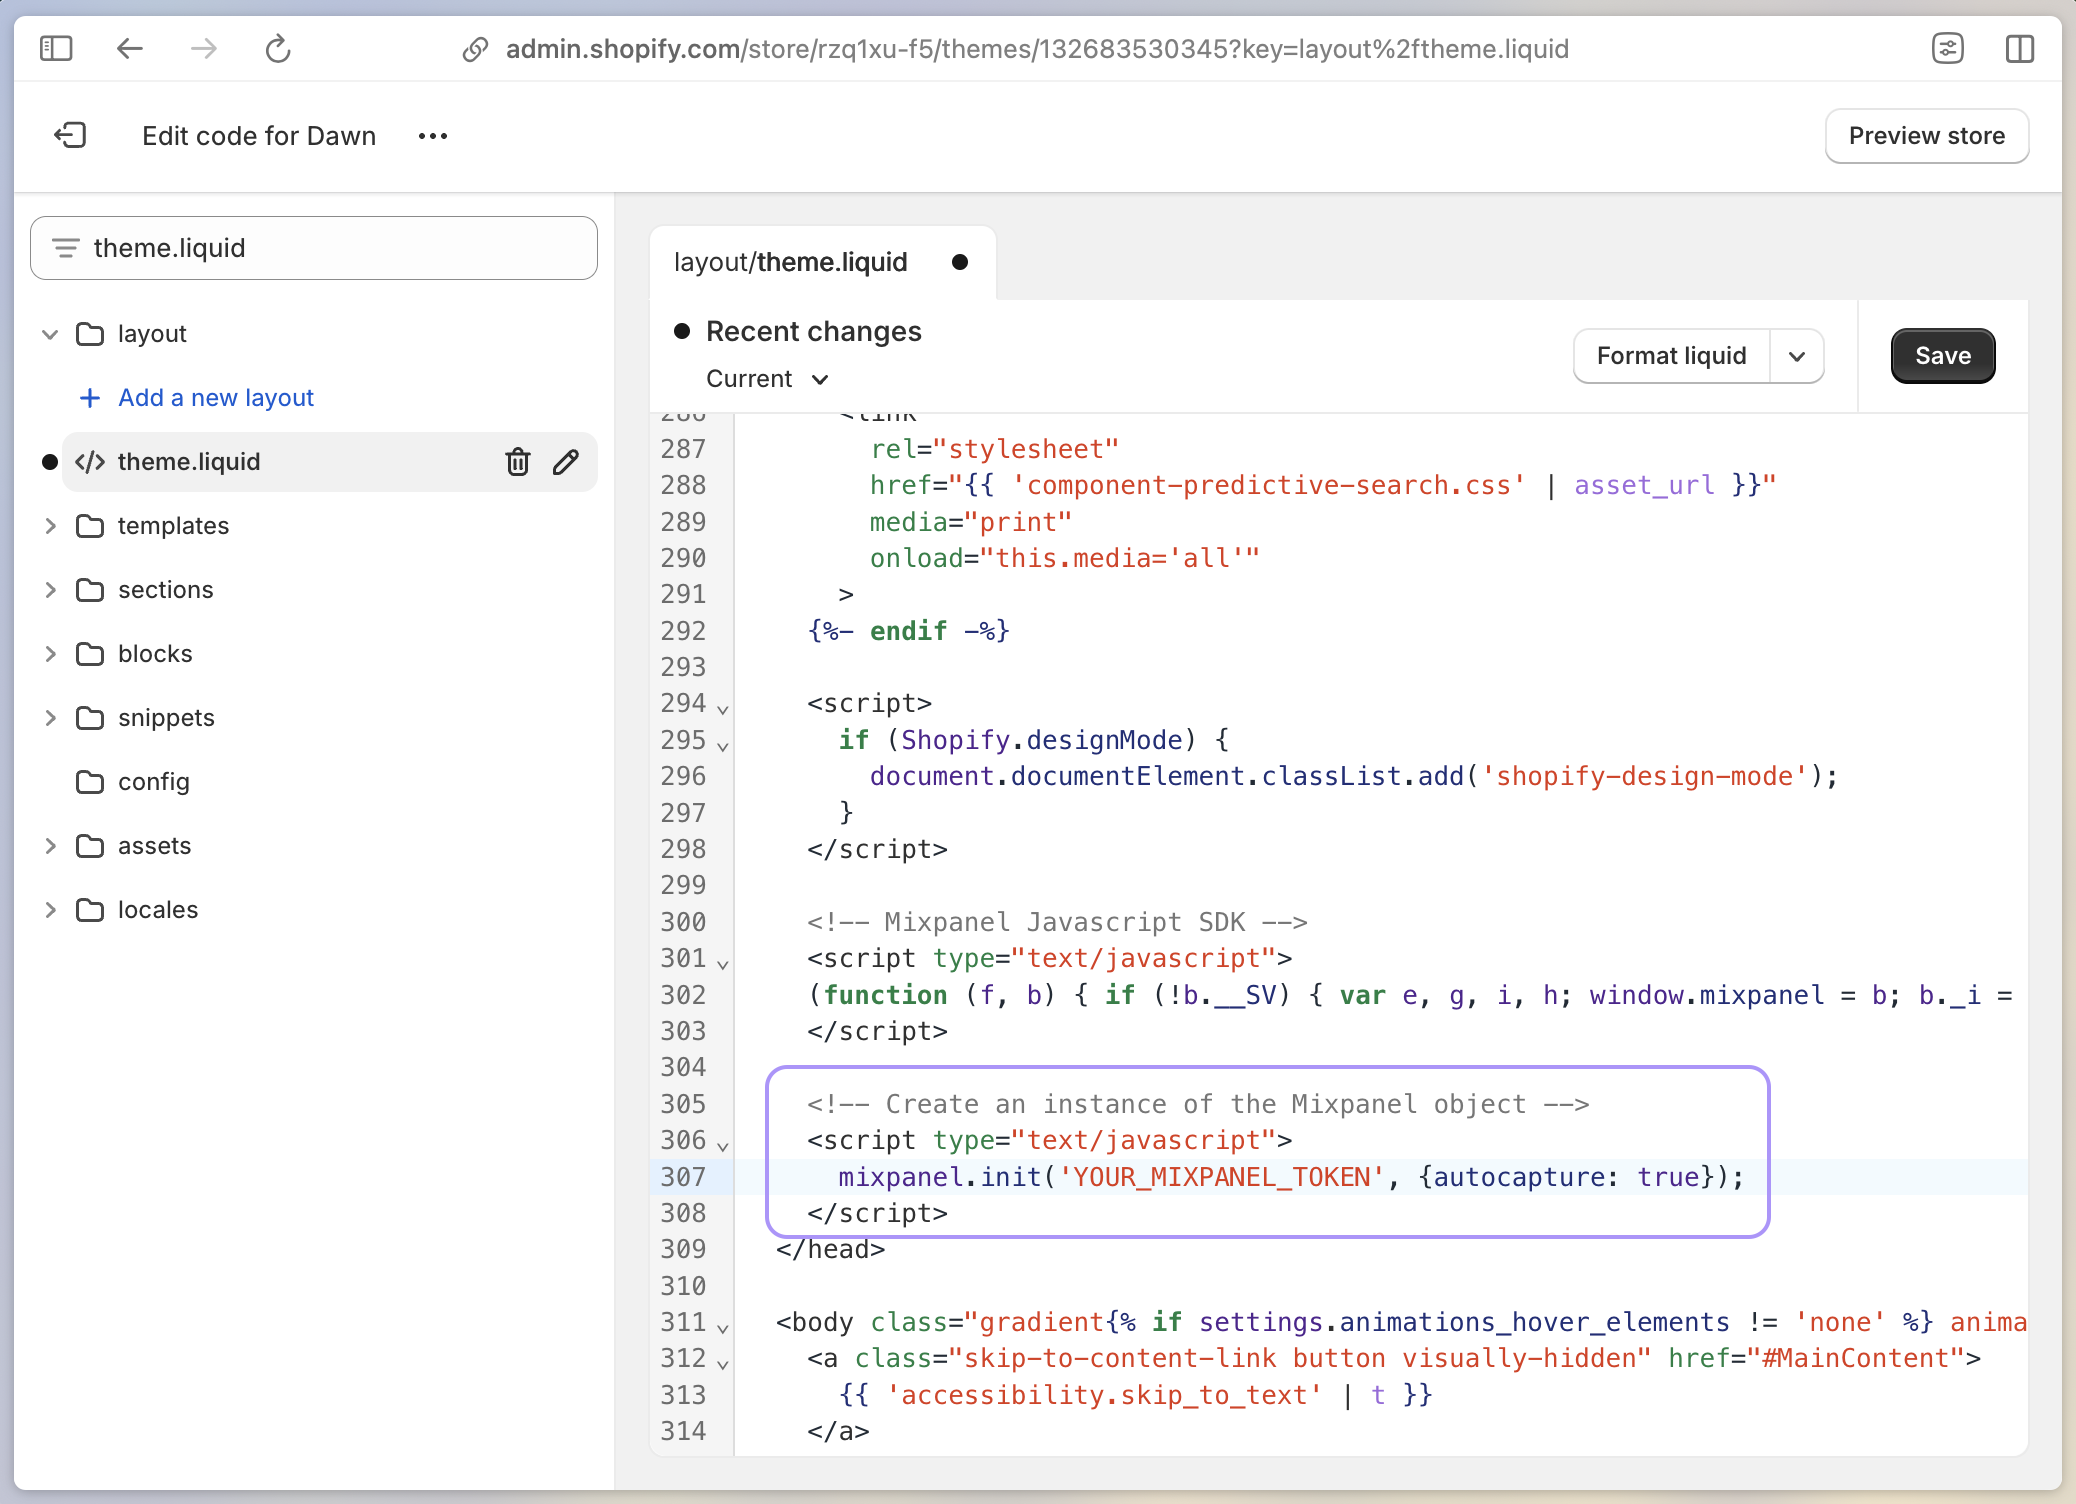 admin.shopify.com/store/rzq1xu-f5/themes/132683530345?key=layout%2ftheme.liquid
Edit code for Dawn
Preview store
theme.liquid
layout
Add a new layout
theme.liquid
templates
sections
blocks
snippets
config
assets
locales
layout/theme.liquid
Recent changes
Current
Format liquid
Save
286 <link
287 rel="stylesheet"
288 href="{{ 'component-predictive-search.css' | asset_url }}"
289 media="print"
290 onload="this.media='all'"
291 >
292 {%- endif -%}
293
294 <script>
295 if (Shopify.designMode) {
296 document.documentElement.classList.add('shopify-design-mode');
297 }
298 </script>
299
300 <!-- Mixpanel Javascript SDK -->
301 <script type="text/javascript">
302 (function (f, b) { if (!b.__SV) { var e, g, i, h; window.mixpanel = b; b._i =
303 </script>
304
305 <!-- Create an instance of the Mixpanel object -->
306 <script type="text/javascript">
307 mixpanel.init('YOUR_MIXPANEL_TOKEN', {autocapture: true});
308 </script>
309 </head>
310
311 <body class="gradient{% if settings.animations_hover_elements != 'none' %} anima
312 <a class="skip-to-content-link button visually-hidden" href="#MainContent">
313 {{ 'accessibility.skip_to_text' | t }}
314 </a>